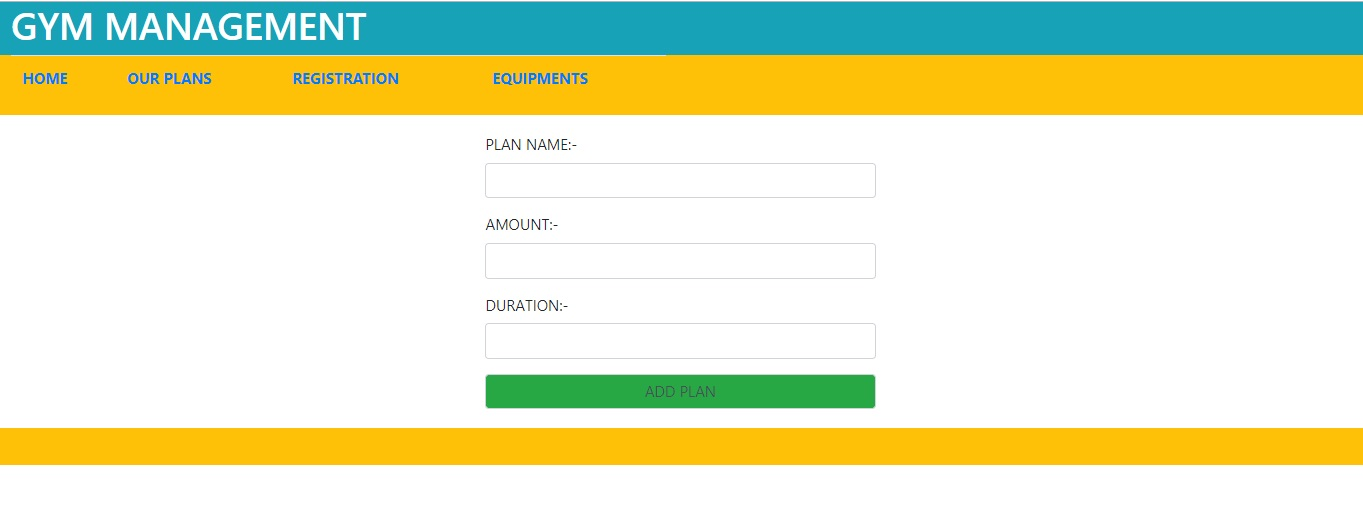 GYM MANAGEMENT
HOME OUR PLANS REGISTRATION EQUIPMENTS
PLAN NAME:-
AMOUNT:-
DURATION:-
ADD PLAN